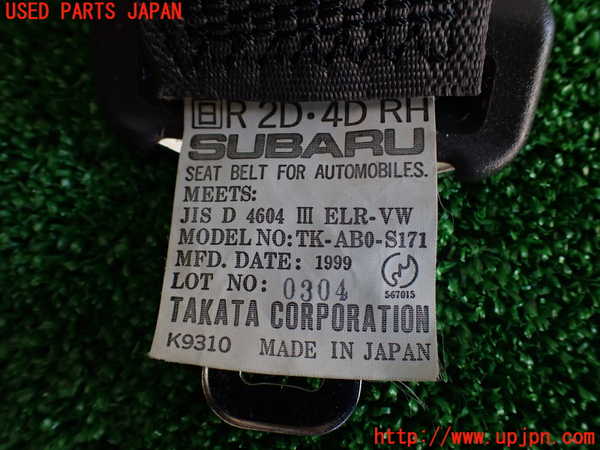 USED PARTS JAPAN
日R 2D・4D RH
SUBARU
SEAT BELT FOR AUTOMOBILES.
MEETS:
JIS D 4604 III ELR-VW
MODEL NO: TK-AB0-S171
MFD. DATE: 1999
LOT NO: 0304
567015
TAKATA CORPORATION
K9310 MADE IN JAPAN
http://www.upjpn.com/